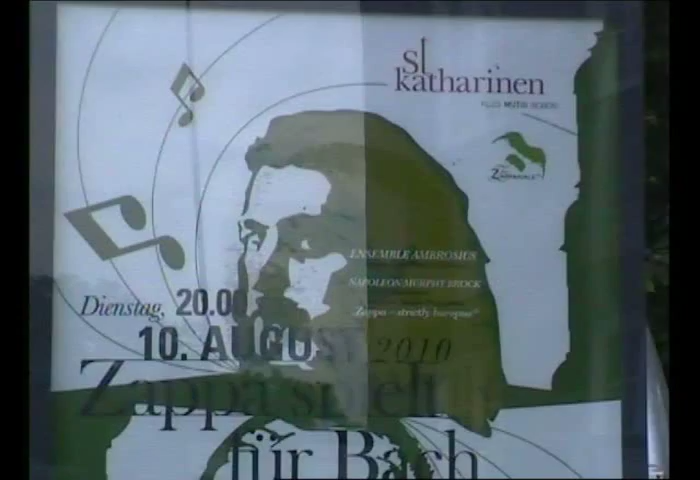 st
katharinen
ENSEMBLE AMBROSIUS
NAPOLEON MURPHY BROCK
„Zappa – strictly baroque“
Dienstag, 20.00
10. AUGUST 2010
Zappa spielt
für Bach